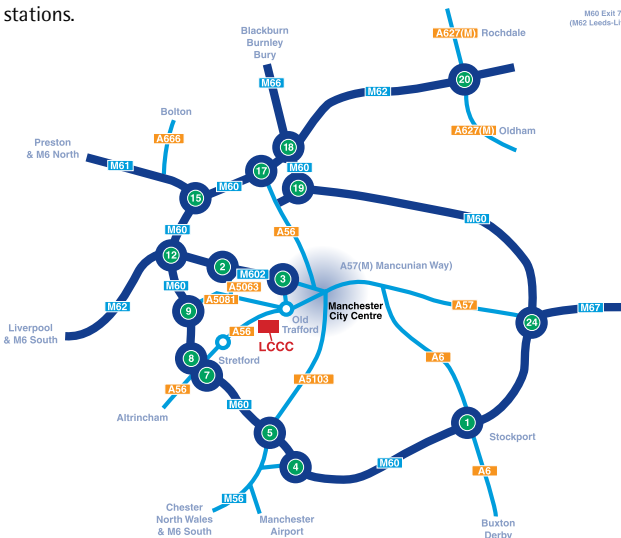 stations.
M60 Exit 7
(M62 Leeds-Li
A627(M) Rochdale
Blackburn
Burnley
Bury
M66
20
M62
Bolton
A666
A627(M) Oldham
Preston
& M6 North
M61
18
17
M60
19
M60
15
M60
M60
A56
12
2
M602
3
A57(M) Mancunian Way)
M60
A5063
A5081
M62
9
Old
Trafford
Manchester
City Centre
A57
M67
24
Liverpool
& M6 South
A56
LCCC
Stretford
8
7
A6
A5103
A56
Altrincham
M60
5
1
Stockport
4
M60
A6
M56
Chester
North Wales
& M6 South
Manchester
Airport
Buxton
Derby